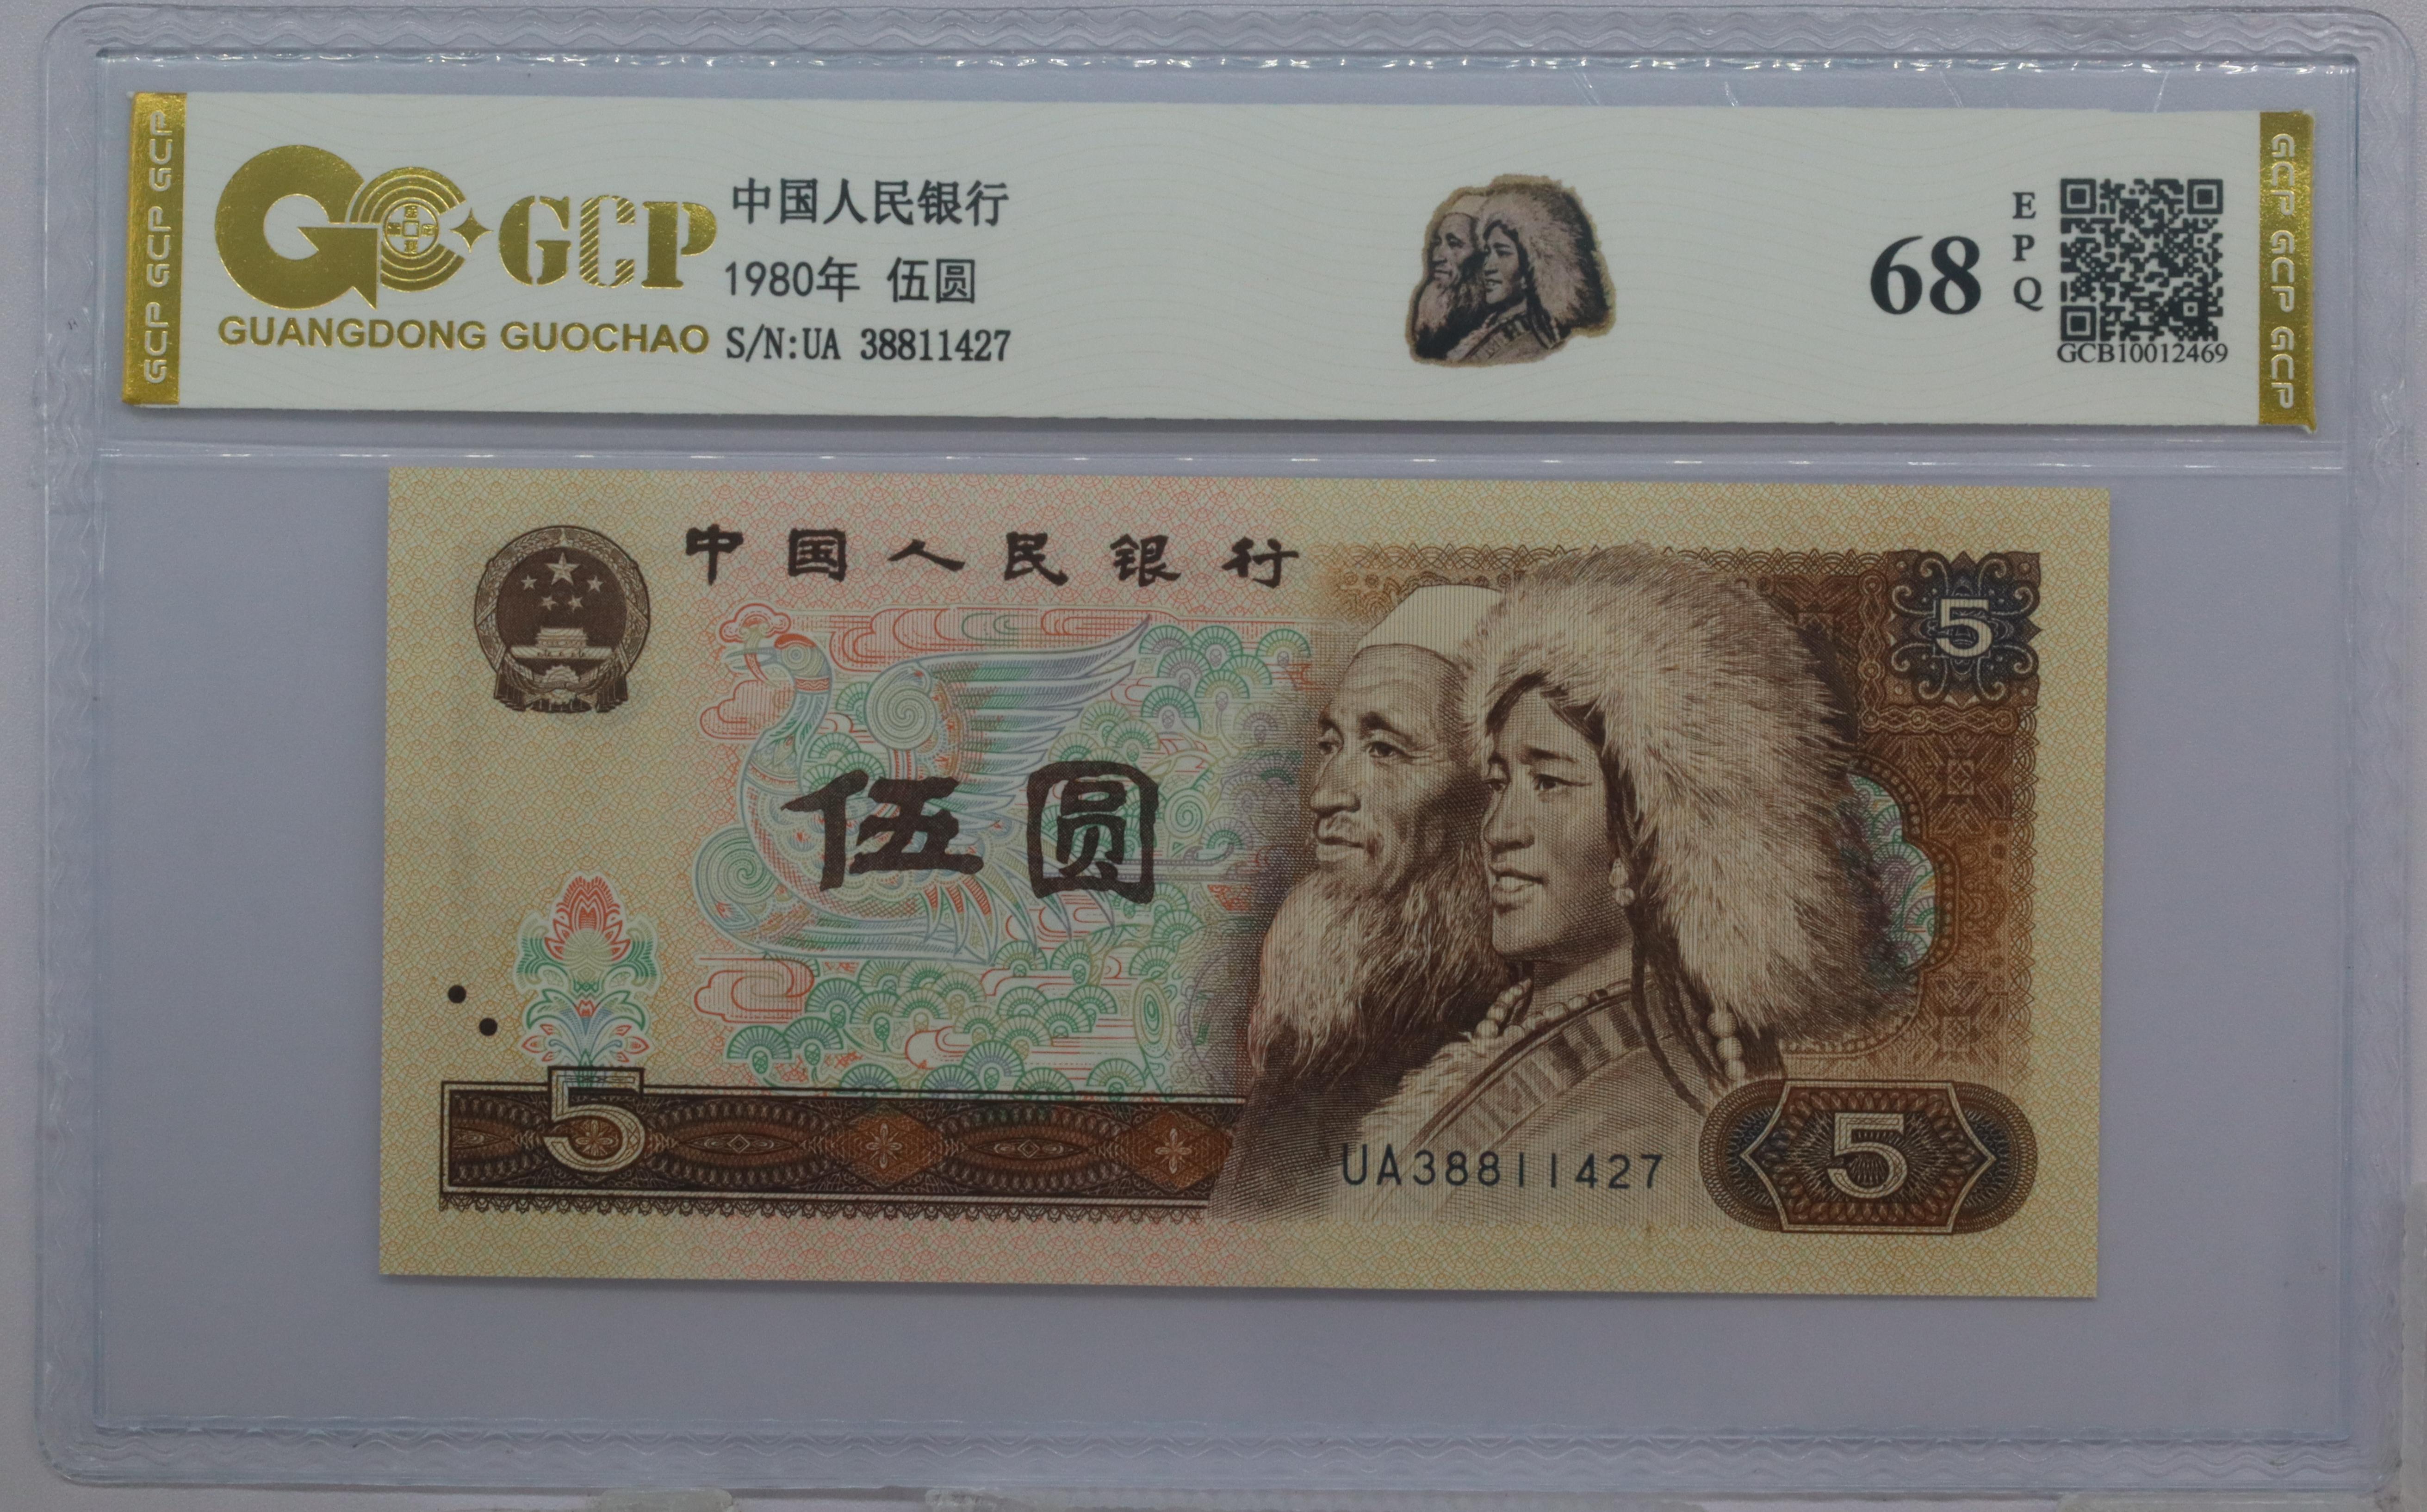 GCP GCP GCP
GCP
GUANGDONG GUOCHAO
中国人民银行
1980年 伍圆
S/N:UA 38811427
68
E
P
Q
GCB10012469
GCP GCP GCP
中国人民银行
5
伍圆
5
UA38811427
5